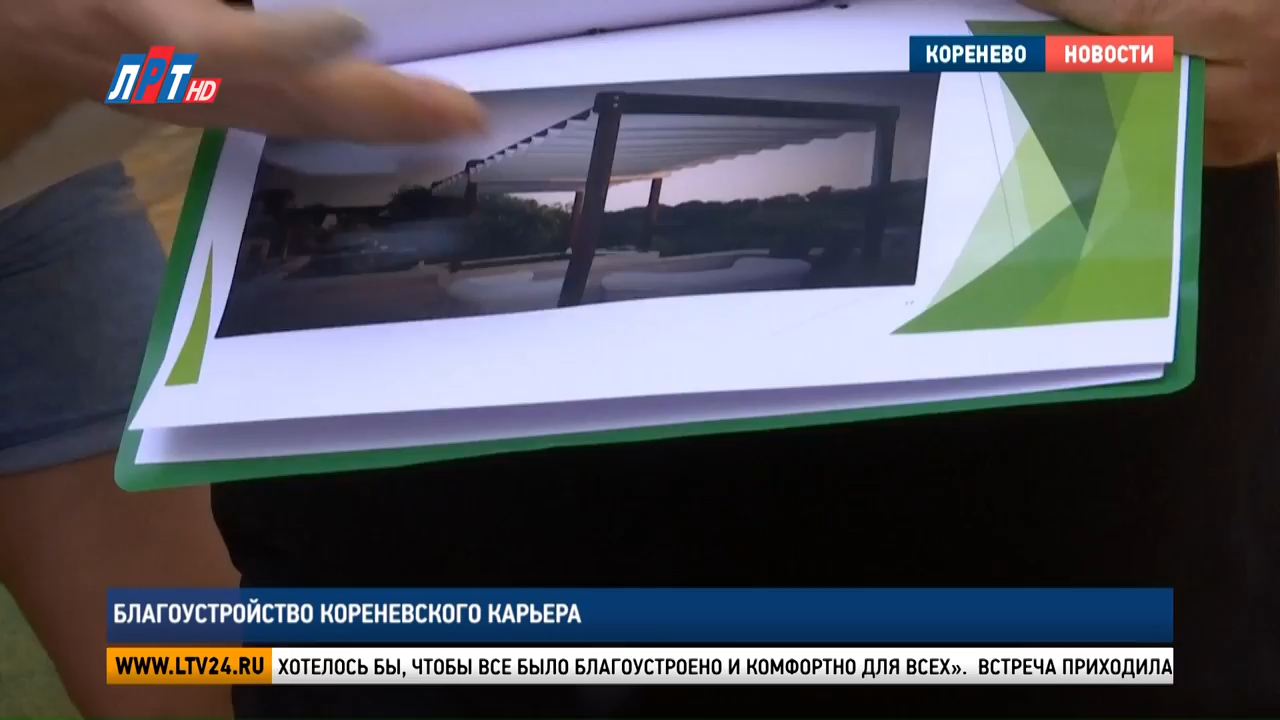 ЛРТ HD
КОРЕНЕВО НОВОСТИ
БЛАГОУСТРОЙСТВО КОРЕНЕВСКОГО КАРЬЕРА
WWW.LTV24.RU ХОТЕЛОСЬ БЫ, ЧТОБЫ ВСЕ БЫЛО БЛАГОУСТРОЕНО И КОМФОРТНО ДЛЯ ВСЕХ». ВСТРЕЧА ПРИХОДИЛА